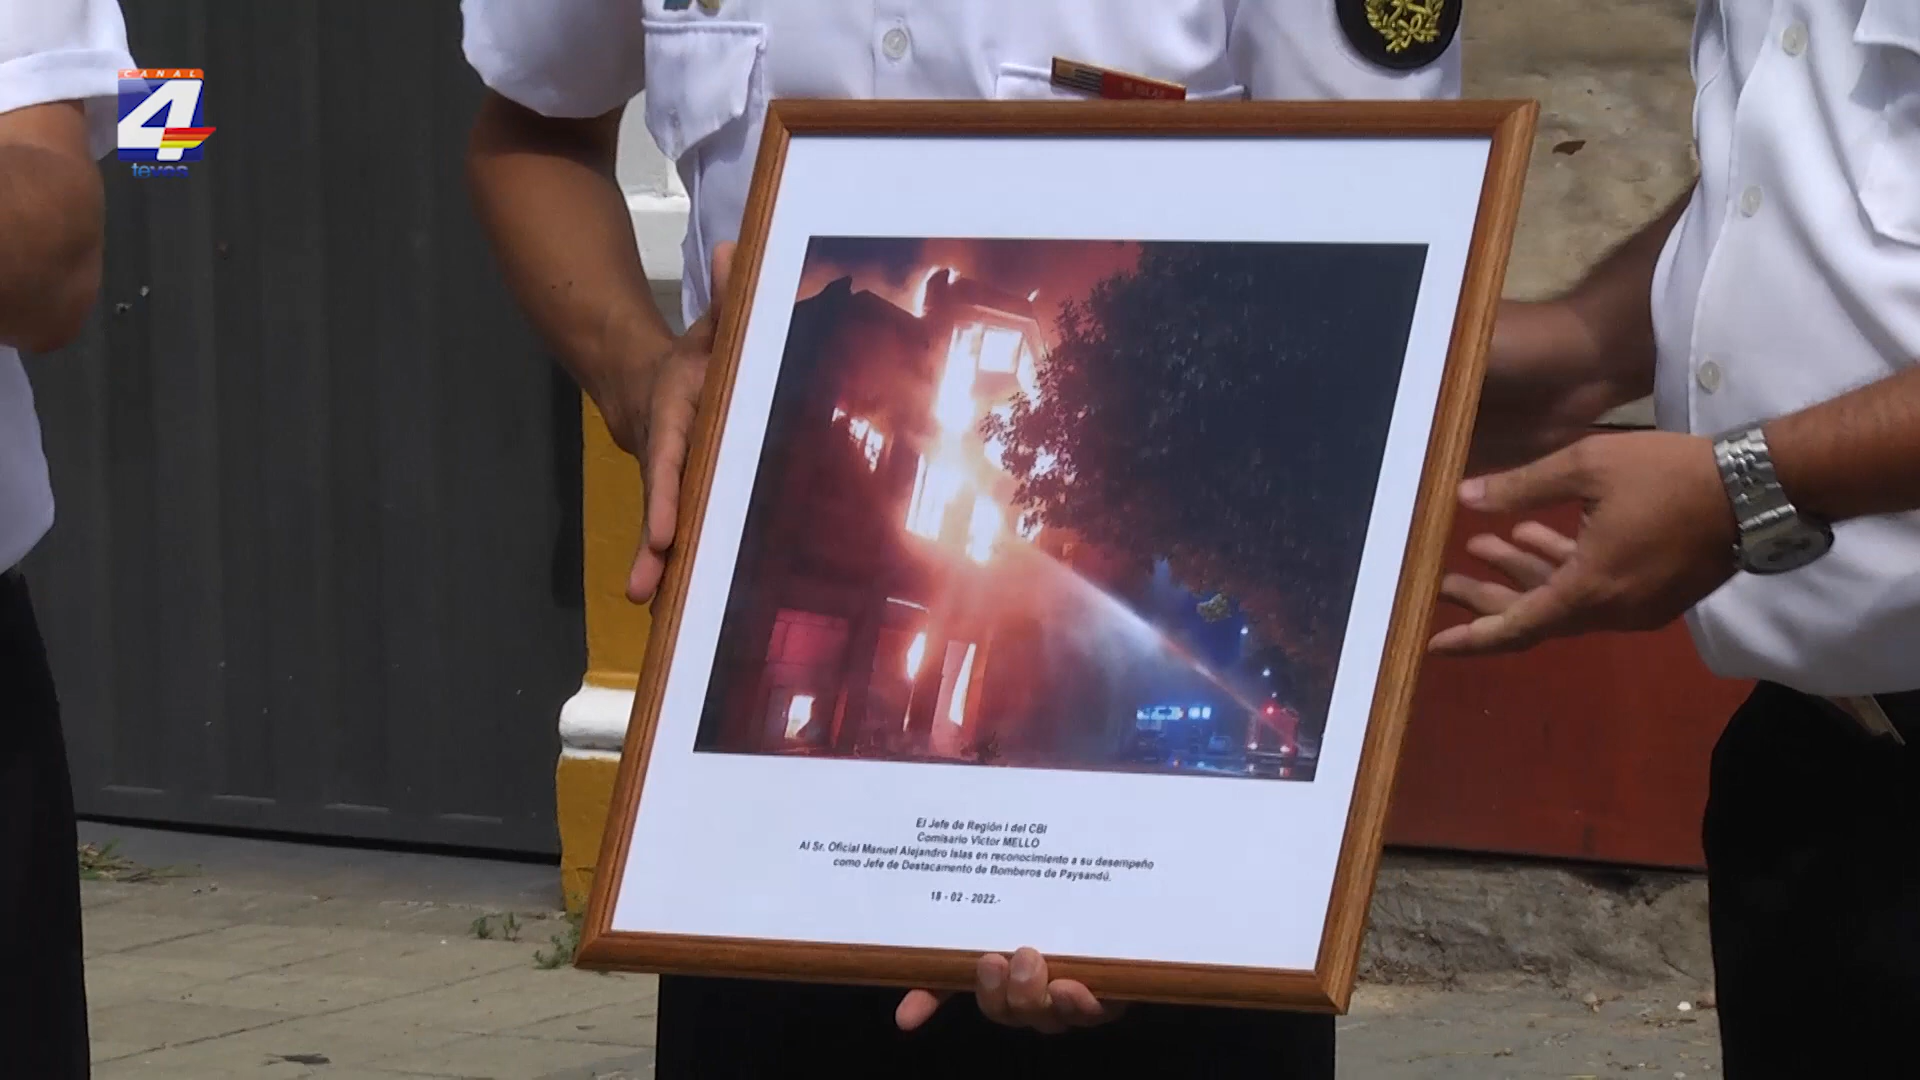 CANAL
4
teveo
M. ISLAS
El Jefe de Región I del CBI
Comisario Victor MELLO
Al Sr. Oficial Manuel Alejandro Islas en reconocimiento a su desempeño
como Jefe de Destacamento de Bomberos de Paysandú.
18 - 02 - 2022.-